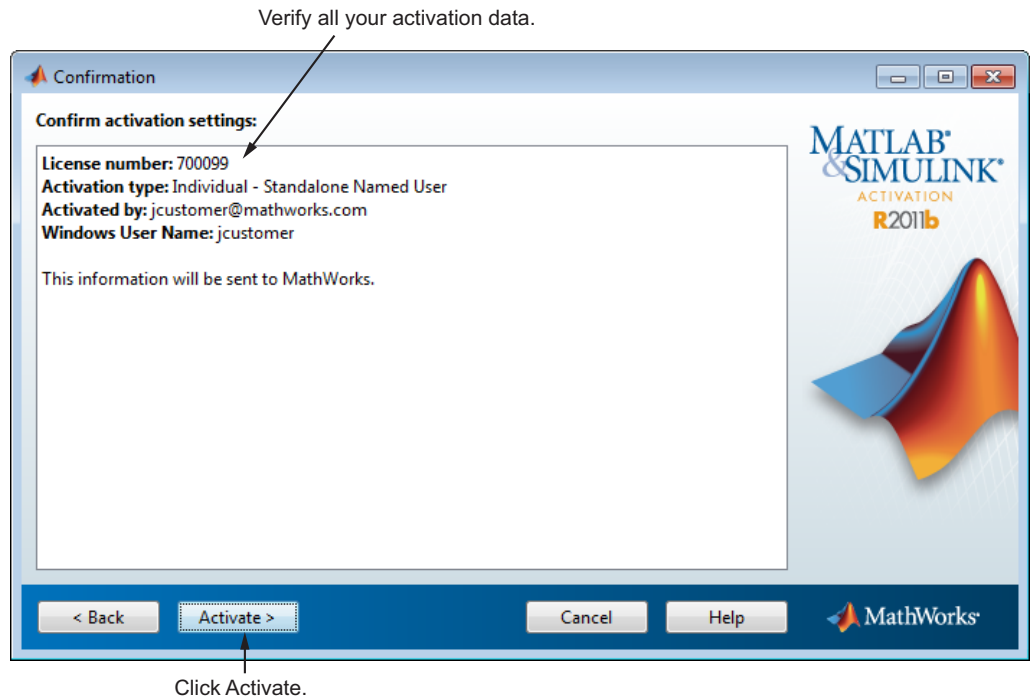 Verify all your activation data.
Confirmation
Confirm activation settings:
License number: 700099
Activation type: Individual - Standalone Named User
Activated by: jcustomer@mathworks.com
Windows User Name: jcustomer
This information will be sent to MathWorks.
MATLAB®
&SIMULINK®
ACTIVATION
R2011b
< Back
Activate >
Cancel
Help
MathWorks®
Click Activate.